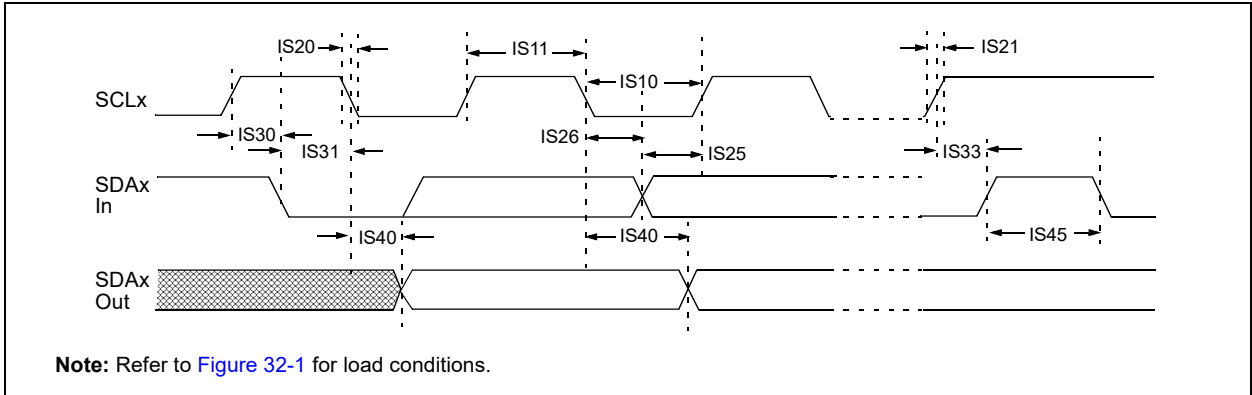 IS20
IS11
IS21
IS10
SCLx
IS30
IS26
IS31
IS25
IS33
SDAx
In
IS40
IS40
IS45
SDAx
Out
Note: Refer to Figure 32-1 for load conditions.